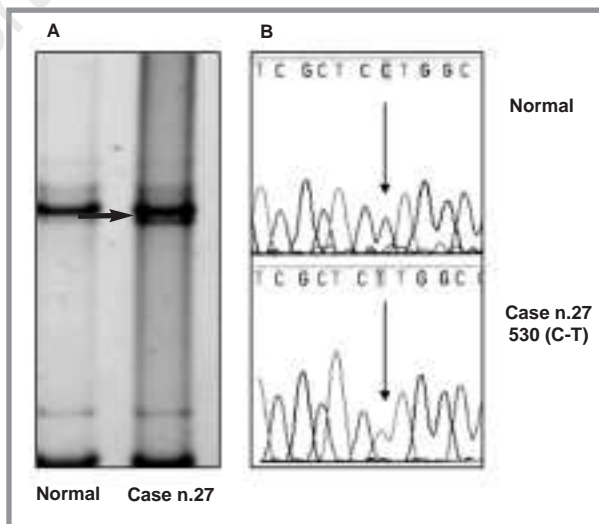 A
B
T C G C T C C T G G C
Normal
T C G C T C T T G G C
Case n.27
530 (C-T)
Normal Case n.27